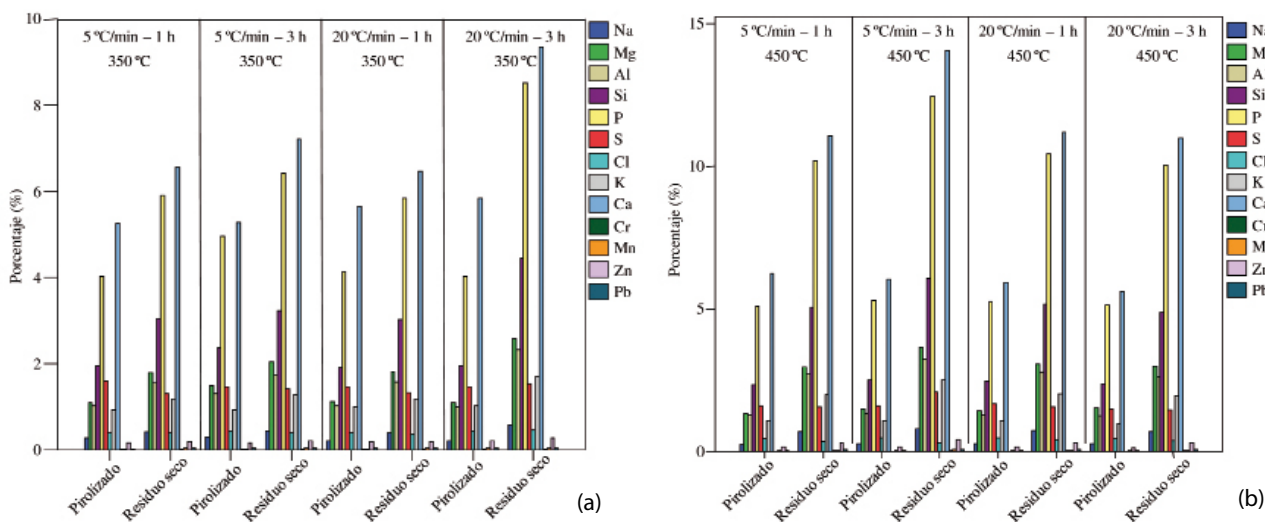 10
8
6
4
2
0
Porcentaje (%)
5 ºC/min – 1 h
350 ºC
5 ºC/min – 3 h
350 ºC
20 ºC/min – 1 h
350 ºC
20 ºC/min – 3 h
350 ºC
Pirolizado
Residuo seco
Pirolizado
Residuo seco
Pirolizado
Residuo seco
Pirolizado
Residuo seco
Na
Mg
Al
Si
P
S
Cl
K
Ca
Cr
Mn
Zn
Pb
(a)
15
10
5
0
Porcentaje (%)
5 ºC/min – 1 h
450 ºC
5 ºC/min – 3 h
450 ºC
20 ºC/min – 1 h
450 ºC
20 ºC/min – 3 h
450 ºC
Pirolizado
Residuo seco
Pirolizado
Residuo seco
Pirolizado
Residuo seco
Pirolizado
Residuo seco
Si
P
S
K
Ca
Zn
Pb
(b)